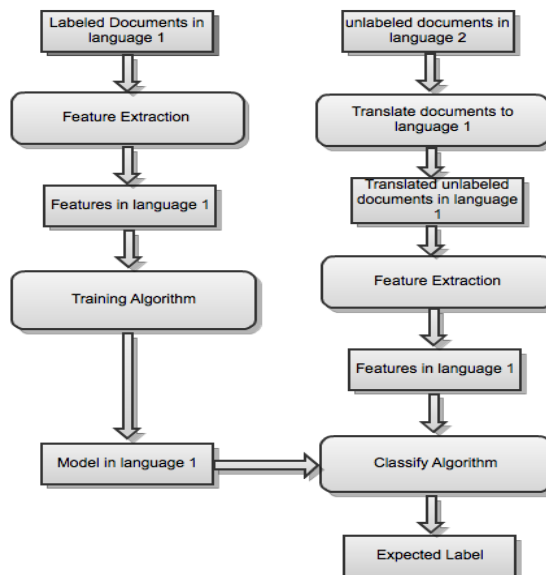 Labeled Documents in
language 1
Feature Extraction
Features in language 1
Training Algorithm
Model in language 1
unlabeled documents in
language 2
Translate documents to
language 1
Translated unlabeled
documents in language
1
Feature Extraction
Features in language 1
Classify Algorithm
Expected Label